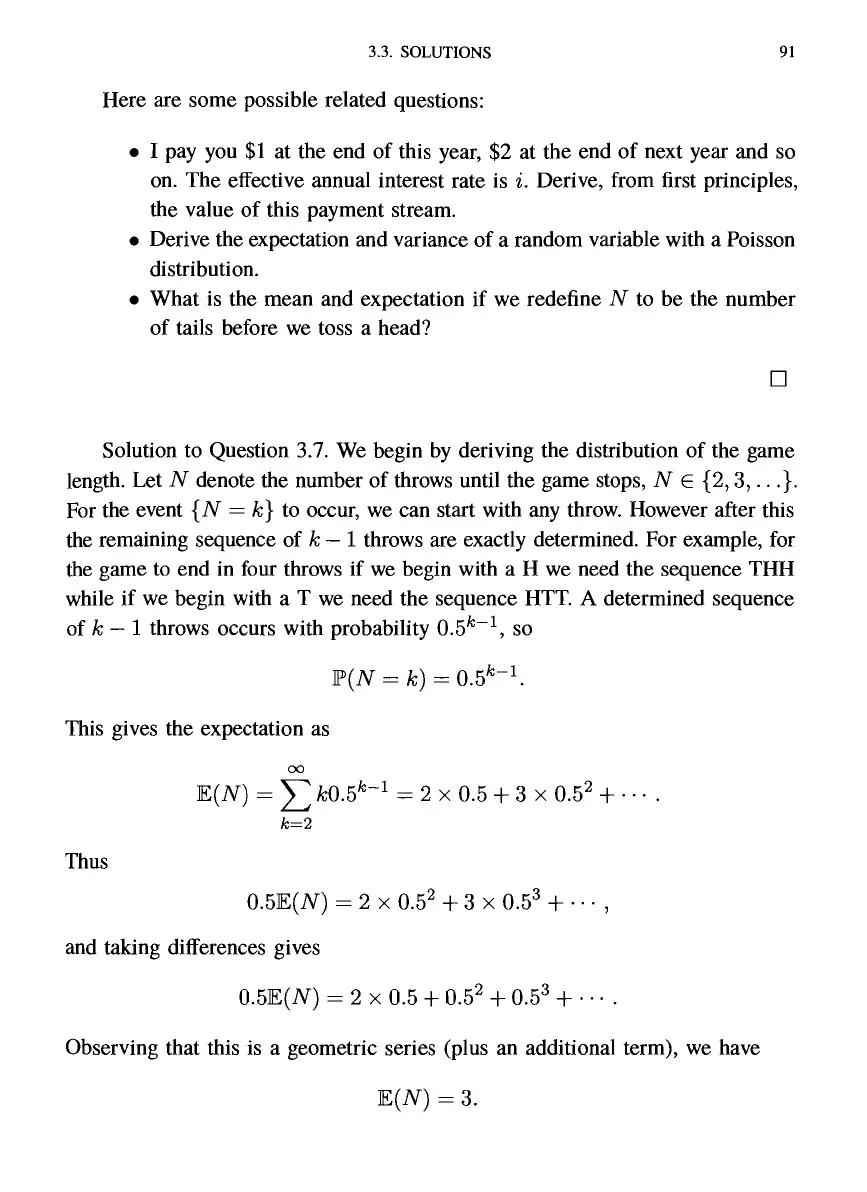 3.3. SOLUTIONS 91
Here are some possible related questions:
• I pay you $1 at the end of this year, $2 at the end of next year and so
on. The effective annual interest rate is i. Derive, from first principles,
the value of this payment stream.
• Derive the expectation and variance of a random variable with a Poisson
distribution.
• What is the mean and expectation if we redefine N to be the number
of tails before we toss a head?
□
Solution to Question 3.7. We begin by deriving the distribution of the game
length. Let N denote the number of throws until the game stops, N ∈ {2, 3, . . .}.
For the event {N = k} to occur, we can start with any throw. However after this
the remaining sequence of k − 1 throws are exactly determined. For example, for
the game to end in four throws if we begin with a H we need the sequence THH
while if we begin with a T we need the sequence HTT. A determined sequence
of k − 1 throws occurs with probability 0.5^{k−1}, so
ℙ(N = k) = 0.5^{k−1}.
This gives the expectation as
𝔼(N) = ∑_{k=2}^{∞} k0.5^{k−1} = 2 × 0.5 + 3 × 0.5² + · · · .
Thus
0.5𝔼(N) = 2 × 0.5² + 3 × 0.5³ + · · · ,
and taking differences gives
0.5𝔼(N) = 2 × 0.5 + 0.5² + 0.5³ + · · · .
Observing that this is a geometric series (plus an additional term), we have
𝔼(N) = 3.